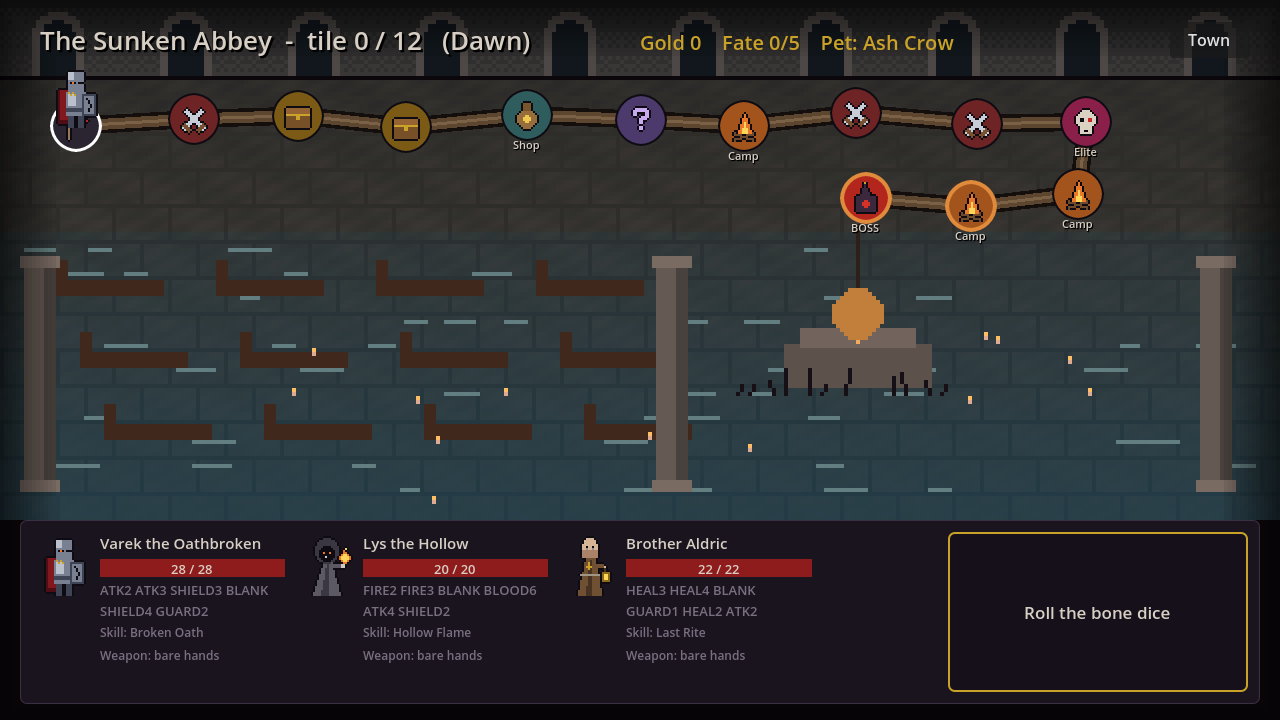 The Sunken Abbey - tile 0 / 12 (Dawn)
Gold 0 Fate 0/5 Pet: Ash Crow
Town
Shop
Camp
Elite
BOSS
Camp
Camp
Varek the Oathbroken
28 / 28
ATK2 ATK3 SHIELD3 BLANK
SHIELD4 GUARD2
Skill: Broken Oath
Weapon: bare hands
Lys the Hollow
20 / 20
FIRE2 FIRE3 BLANK BLOOD6
ATK4 SHIELD2
Skill: Hollow Flame
Weapon: bare hands
Brother Aldric
22 / 22
HEAL3 HEAL4 BLANK
GUARD1 HEAL2 ATK2
Skill: Last Rite
Weapon: bare hands
Roll the bone dice